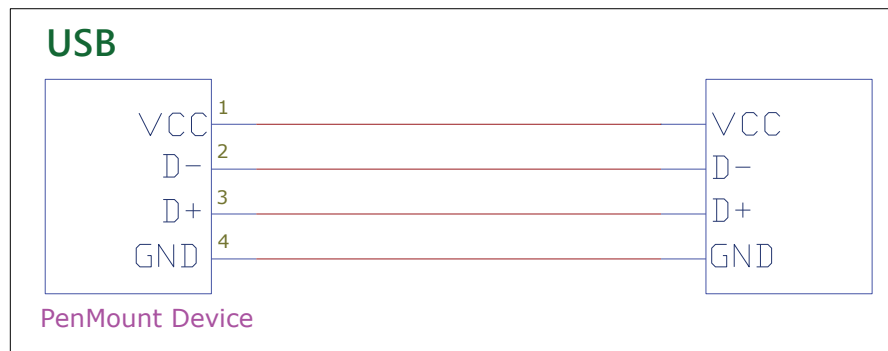 USB
VCC 1 VCC
D- 2 D-
D+ 3 D+
GND 4 GND
PenMount Device